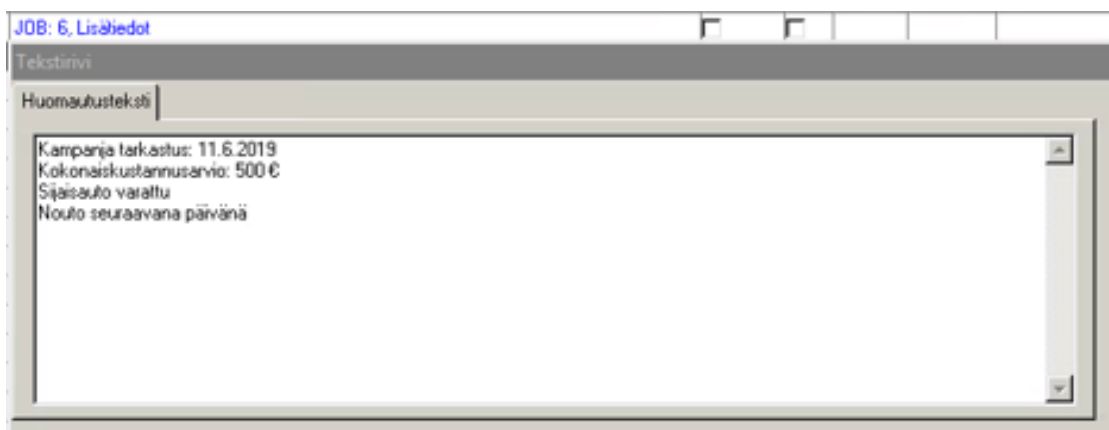 JOB: 6, Lisätiedot
Tekstirivi
Huomautusteksti
Kampanja tarkastus: 11.6.2019
Kokonaiskustannusarvio: 500 €
Sijaisauto varattu
Nouto seuraavana päivänä